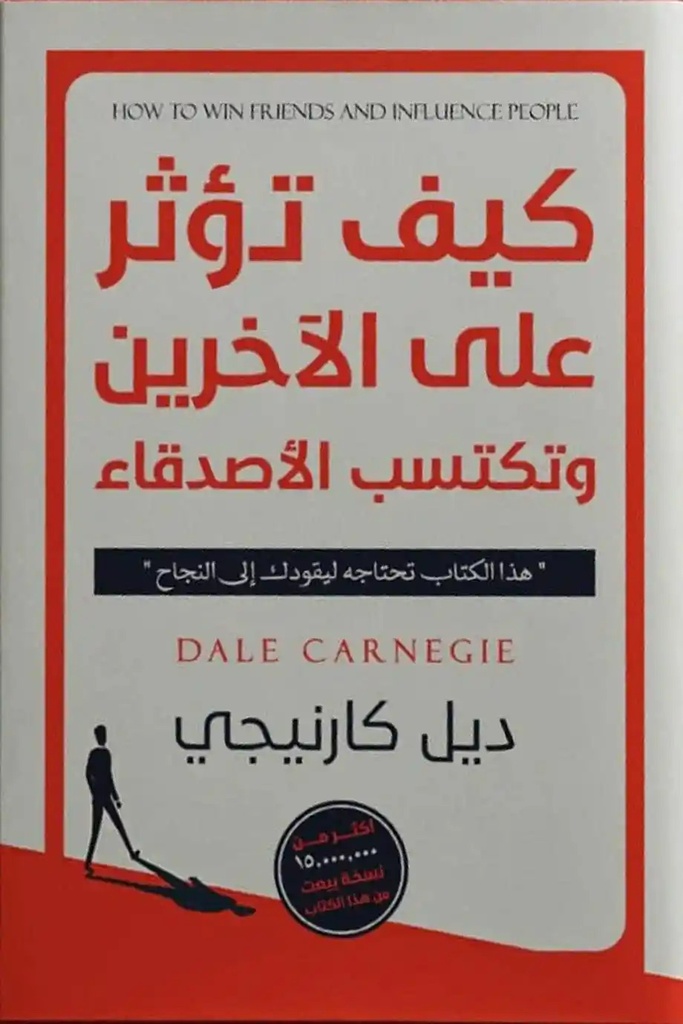 HOW TO WIN FRIENDS AND INFLUENCE PEOPLE
كيف تؤثر
على الآخرين
وتكتسب الأصدقاء
" هذا الكتاب تحتاجه ليقودك إلى النجاح "
DALE CARNEGIE
ديل كارنيجي
أكثر من
١٥,٠٠٠,٠٠٠
نسخة بيعت
من هذا الكتاب